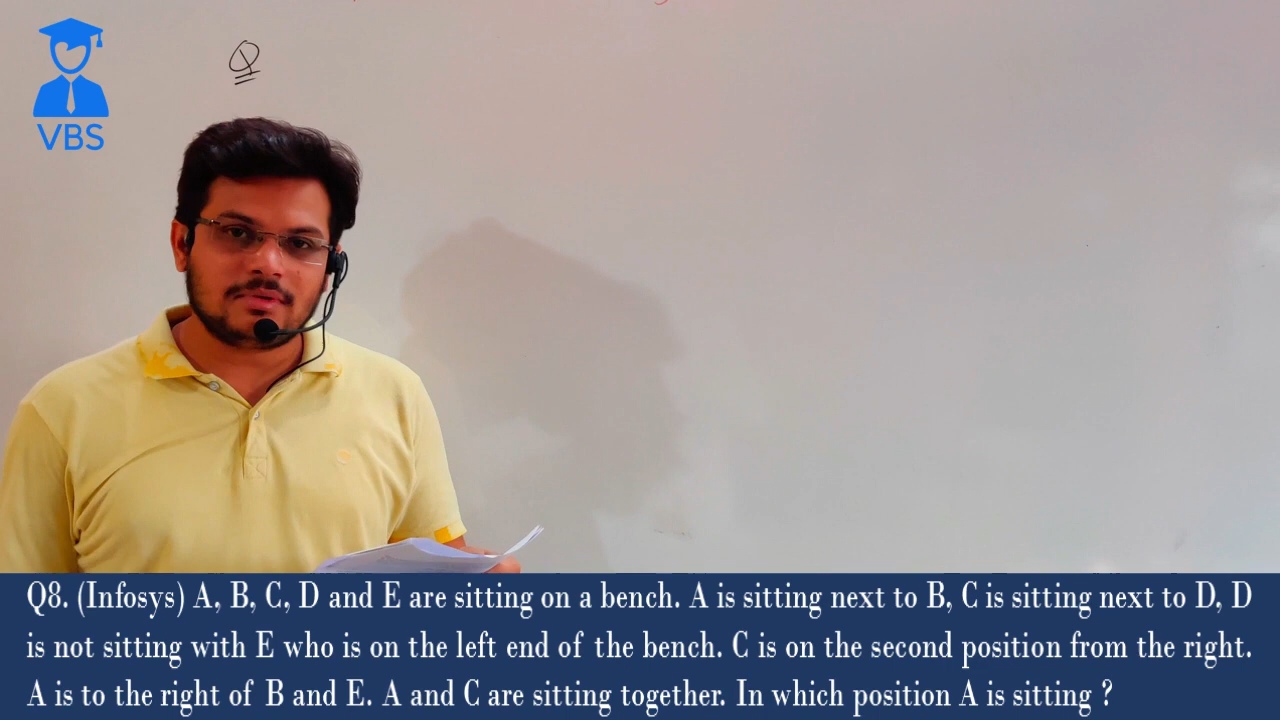 Q
VBS
Q8. (Infosys) A, B, C, D and E are sitting on a bench. A is sitting next to B, C is sitting next to D, D
is not sitting with E who is on the left end of the bench. C is on the second position from the right.
A is to the right of B and E. A and C are sitting together. In which position A is sitting ?